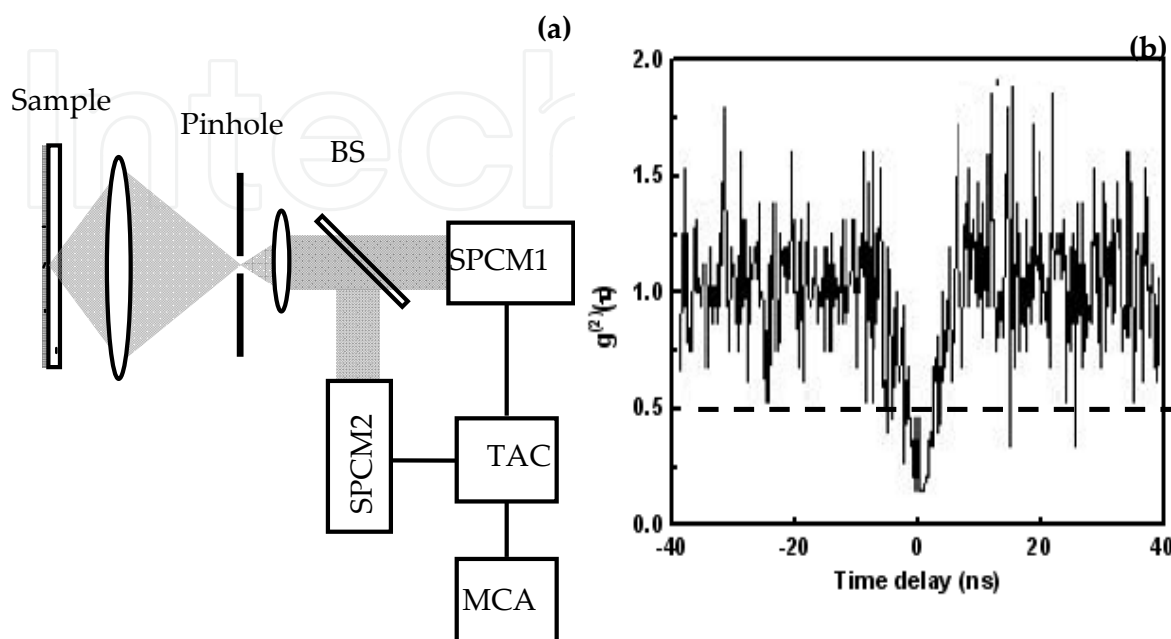 (a)
Intech
Sample
Pinhole
BS
SPCM1
SPCM2
TAC
MCA
(b)
2.0
1.5
1.0
0.5
0.0
g⁽²⁾(τ)
-40
-20
0
20
40
Time delay (ns)